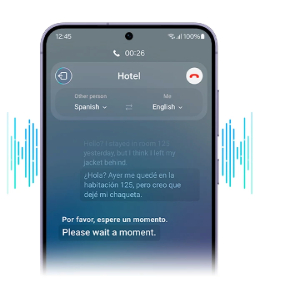 12:45
100%
00:26
Hotel
Other person
Me
Spanish
English
Hello? I stayed in room 125
yesterday, but I think I left my
jacket behind.
¿Hola? Ayer me quedé en la
habitación 125, pero creo que
dejé mi chaqueta.
Por favor, espere un momento.
Please wait a moment.